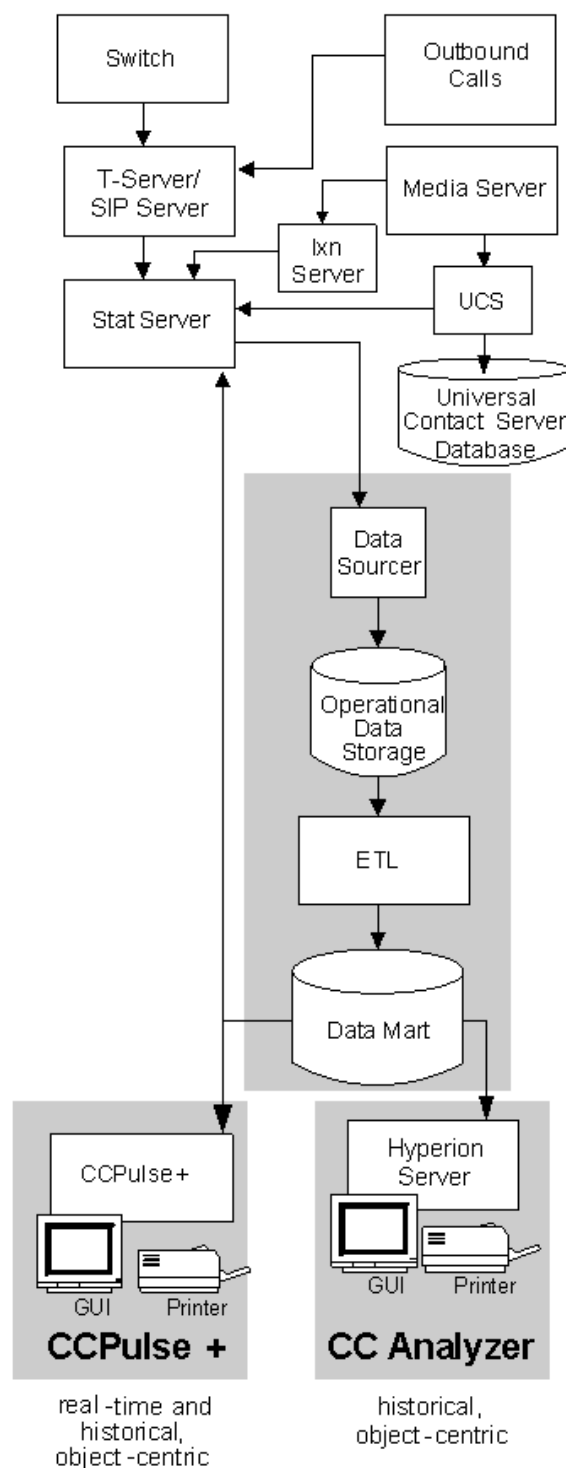 Switch
Outbound
Calls
T-Server/
SIP Server
Media Server
Ixn
Server
Stat Server
UCS
Universal
Contact Server
Database
Data
Sourcer
Operational
Data
Storage
ETL
Data Mart
CCPulse+
GUI
Printer
CCPulse +
real-time and
historical,
object-centric
Hyperion
Server
GUI
Printer
CC Analyzer
historical,
object-centric